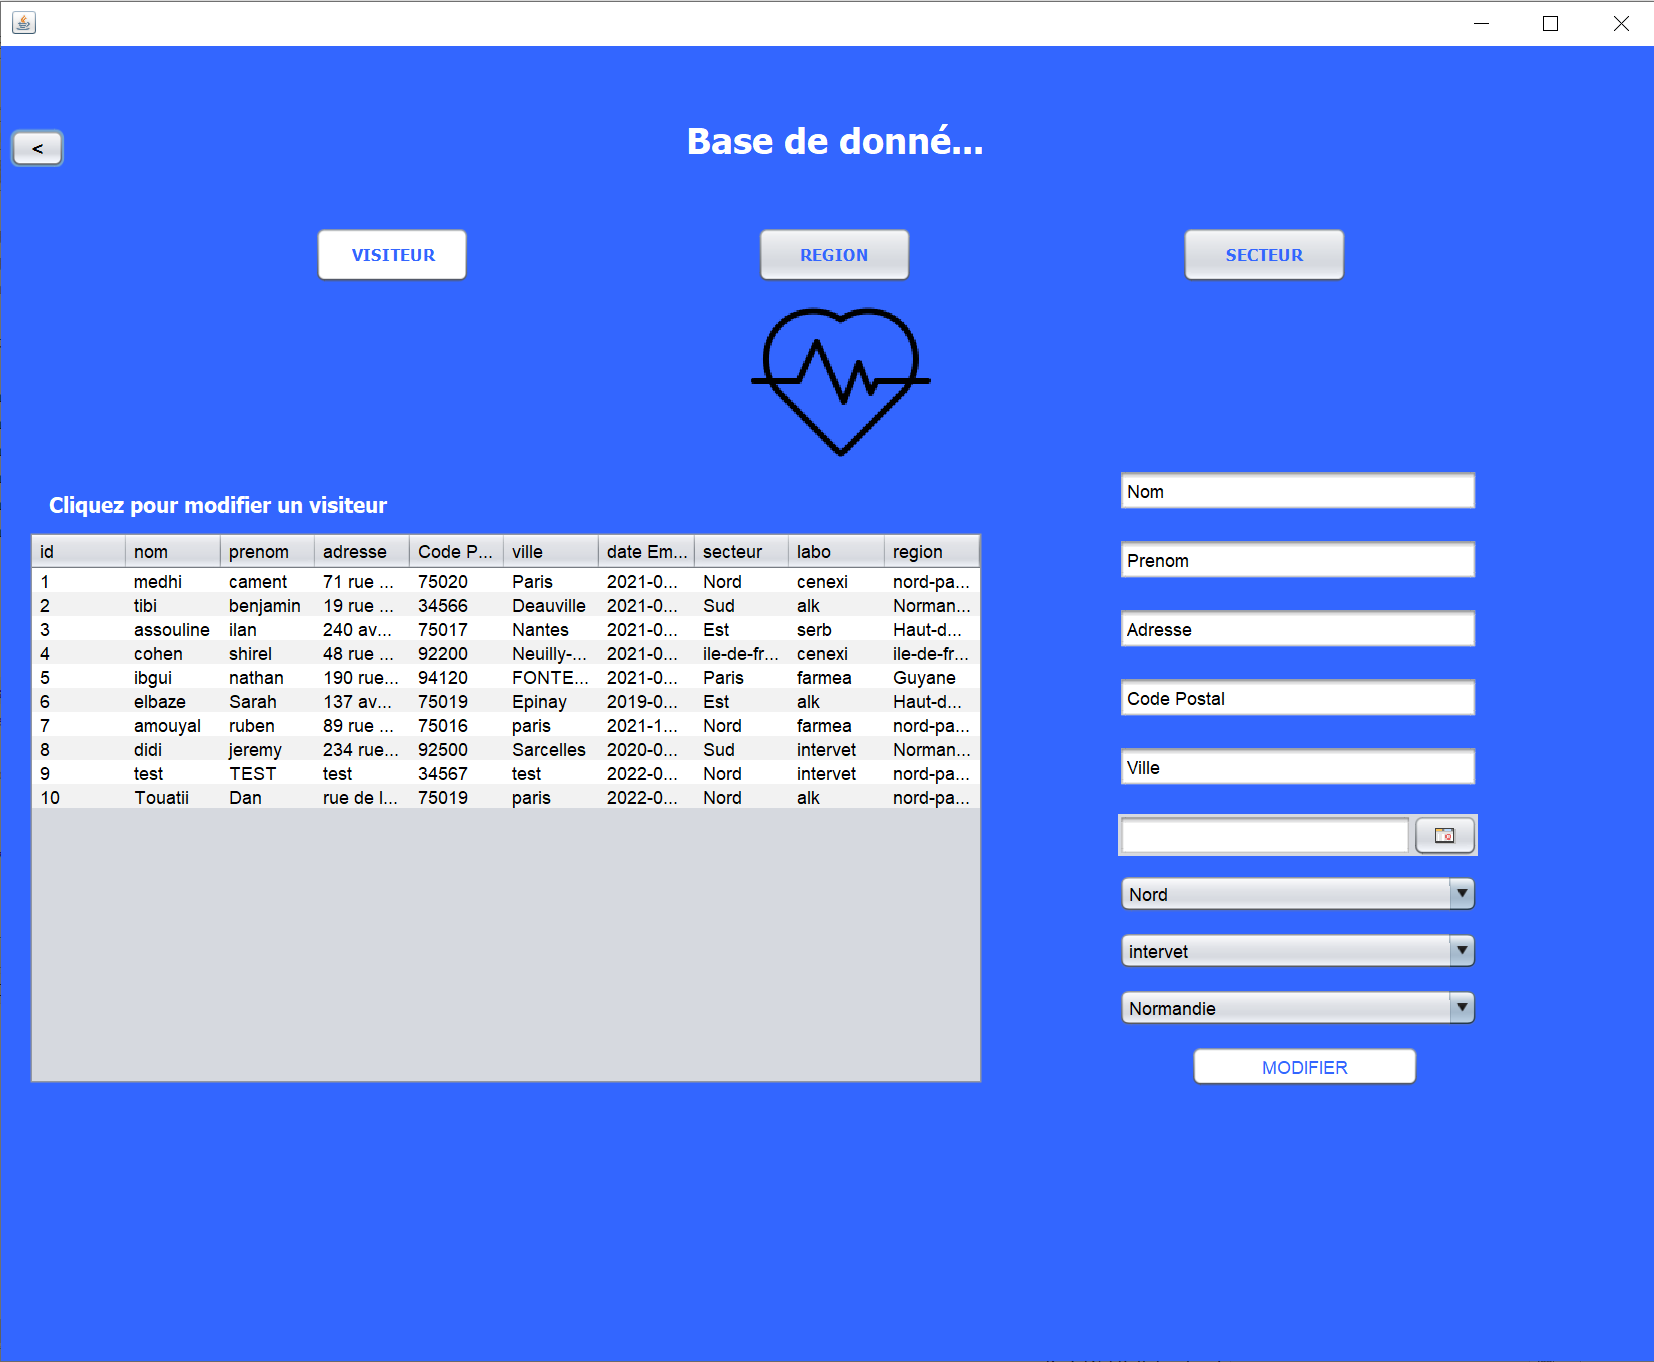 <
Base de donné...
VISITEUR
REGION
SECTEUR
Cliquez pour modifier un visiteur
id nom prenom adresse Code P... ville date Em... secteur labo region
1 medhi cament 71 rue ... 75020 Paris 2021-0... Nord cenexi nord-pa...
2 tibi benjamin 19 rue ... 34566 Deauville 2021-0... Sud alk Norman...
3 assouline ilan 240 av... 75017 Nantes 2021-0... Est serb Haut-d...
4 cohen shirel 48 rue ... 92200 Neuilly-... 2021-0... ile-de-fr... cenexi ile-de-fr...
5 ibgui nathan 190 rue... 94120 FONTE... 2021-0... Paris farmea Guyane
6 elbaze Sarah 137 av... 75019 Epinay 2019-0... Est alk Haut-d...
7 amouyal ruben 89 rue ... 75016 paris 2021-1... Nord farmea nord-pa...
8 didi jeremy 234 rue... 92500 Sarcelles 2020-0... Sud intervet Norman...
9 test TEST test 34567 test 2022-0... Nord intervet nord-pa...
10 Touatii Dan rue de l... 75019 paris 2022-0... Nord alk nord-pa...
Nom
Prenom
Adresse
Code Postal
Ville
Nord
intervet
Normandie
MODIFIER